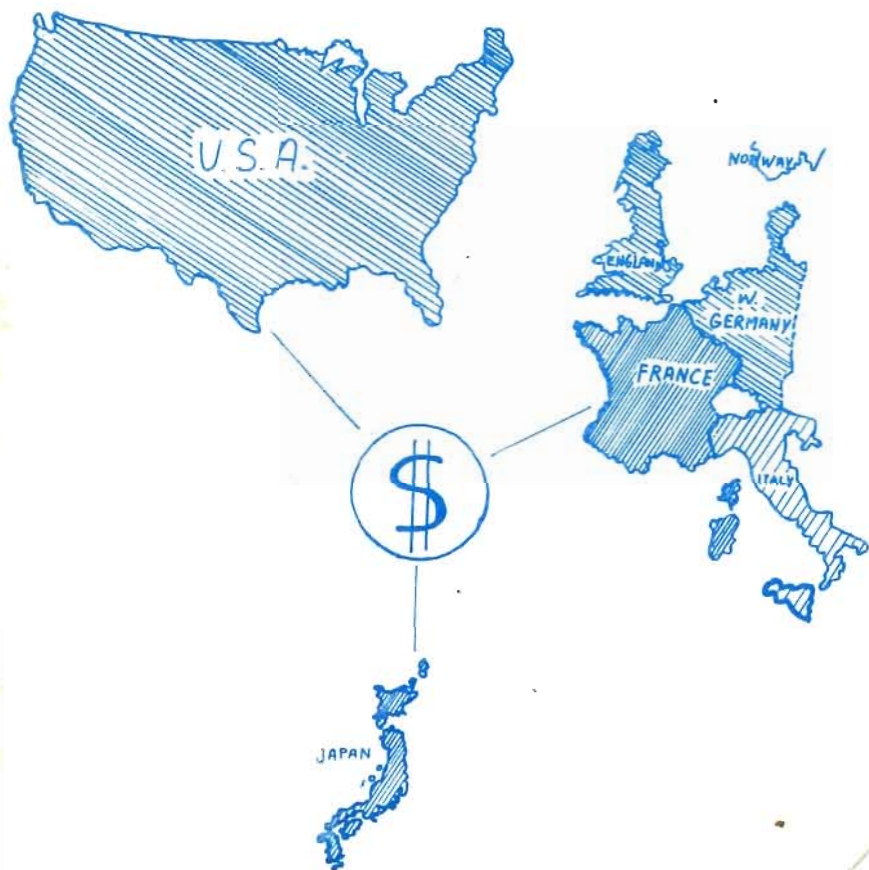 U.S.A.
NORWAY
ENGLAND
W.
GERMANY
FRANCE
ITALY
$
JAPAN